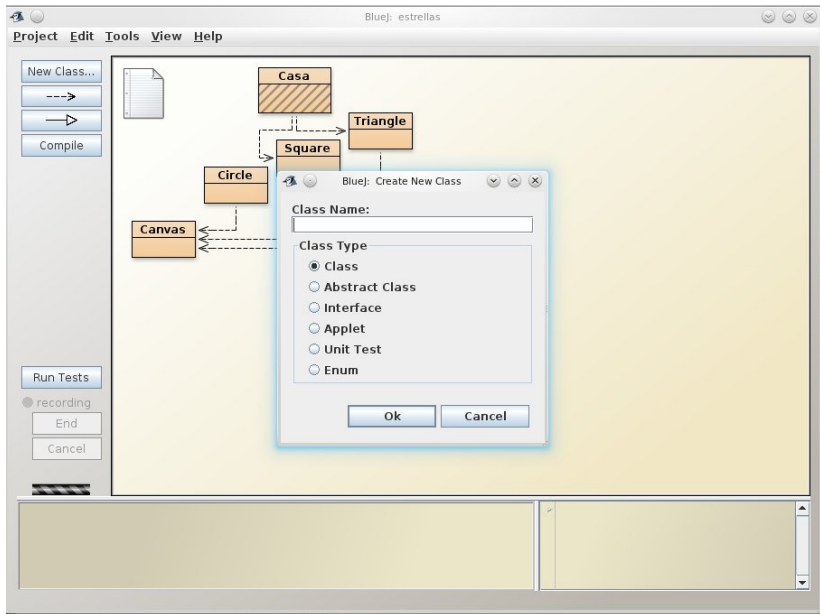 BlueJ: estrellas
Project Edit Tools View Help
New Class...
Compile
Casa
Triangle
Square
Circle
Canvas
BlueJ: Create New Class
Class Name:
Class Type
Class
Abstract Class
Interface
Applet
Unit Test
Enum
Ok Cancel
Run Tests
recording
End
Cancel